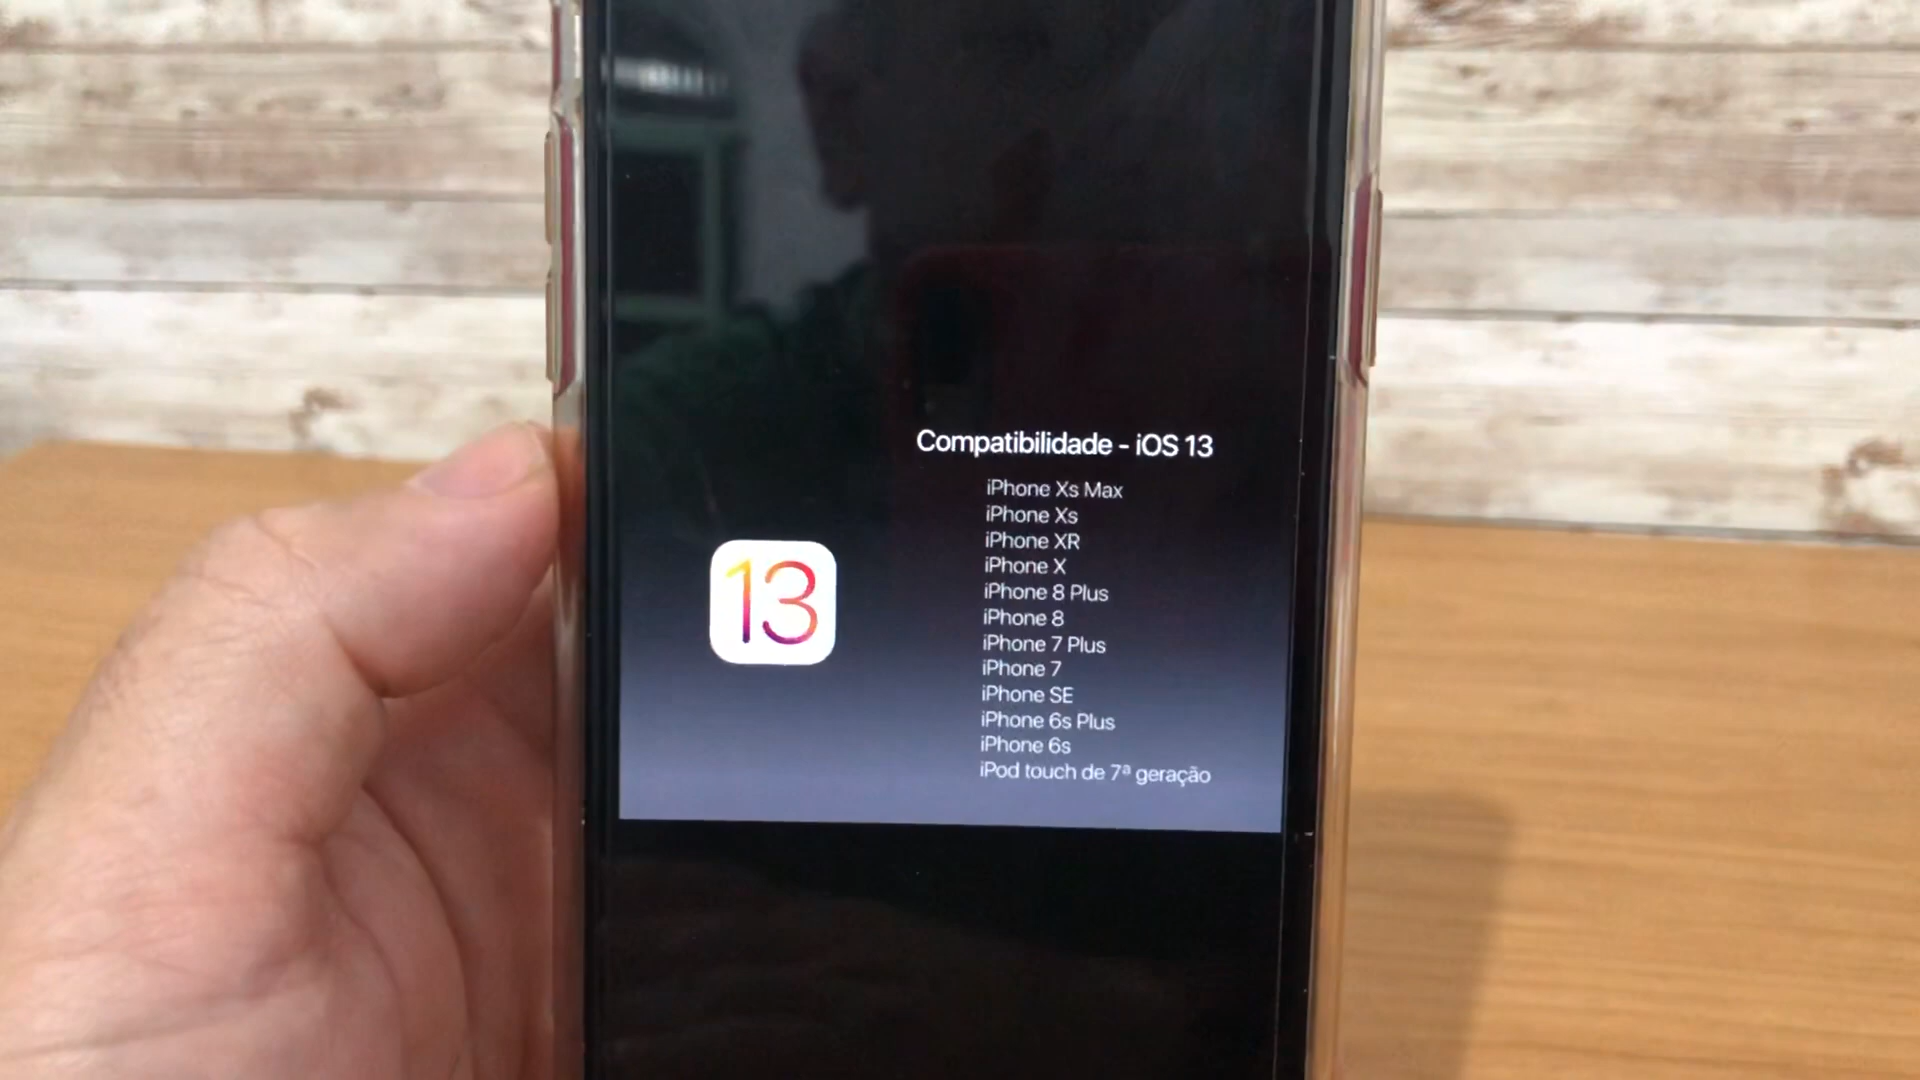 Compatibilidade - iOS 13
iPhone Xs Max
iPhone Xs
iPhone XR
iPhone X
iPhone 8 Plus
iPhone 8
iPhone 7 Plus
iPhone 7
iPhone SE
iPhone 6s Plus
iPhone 6s
iPod touch de 7ª geração
13